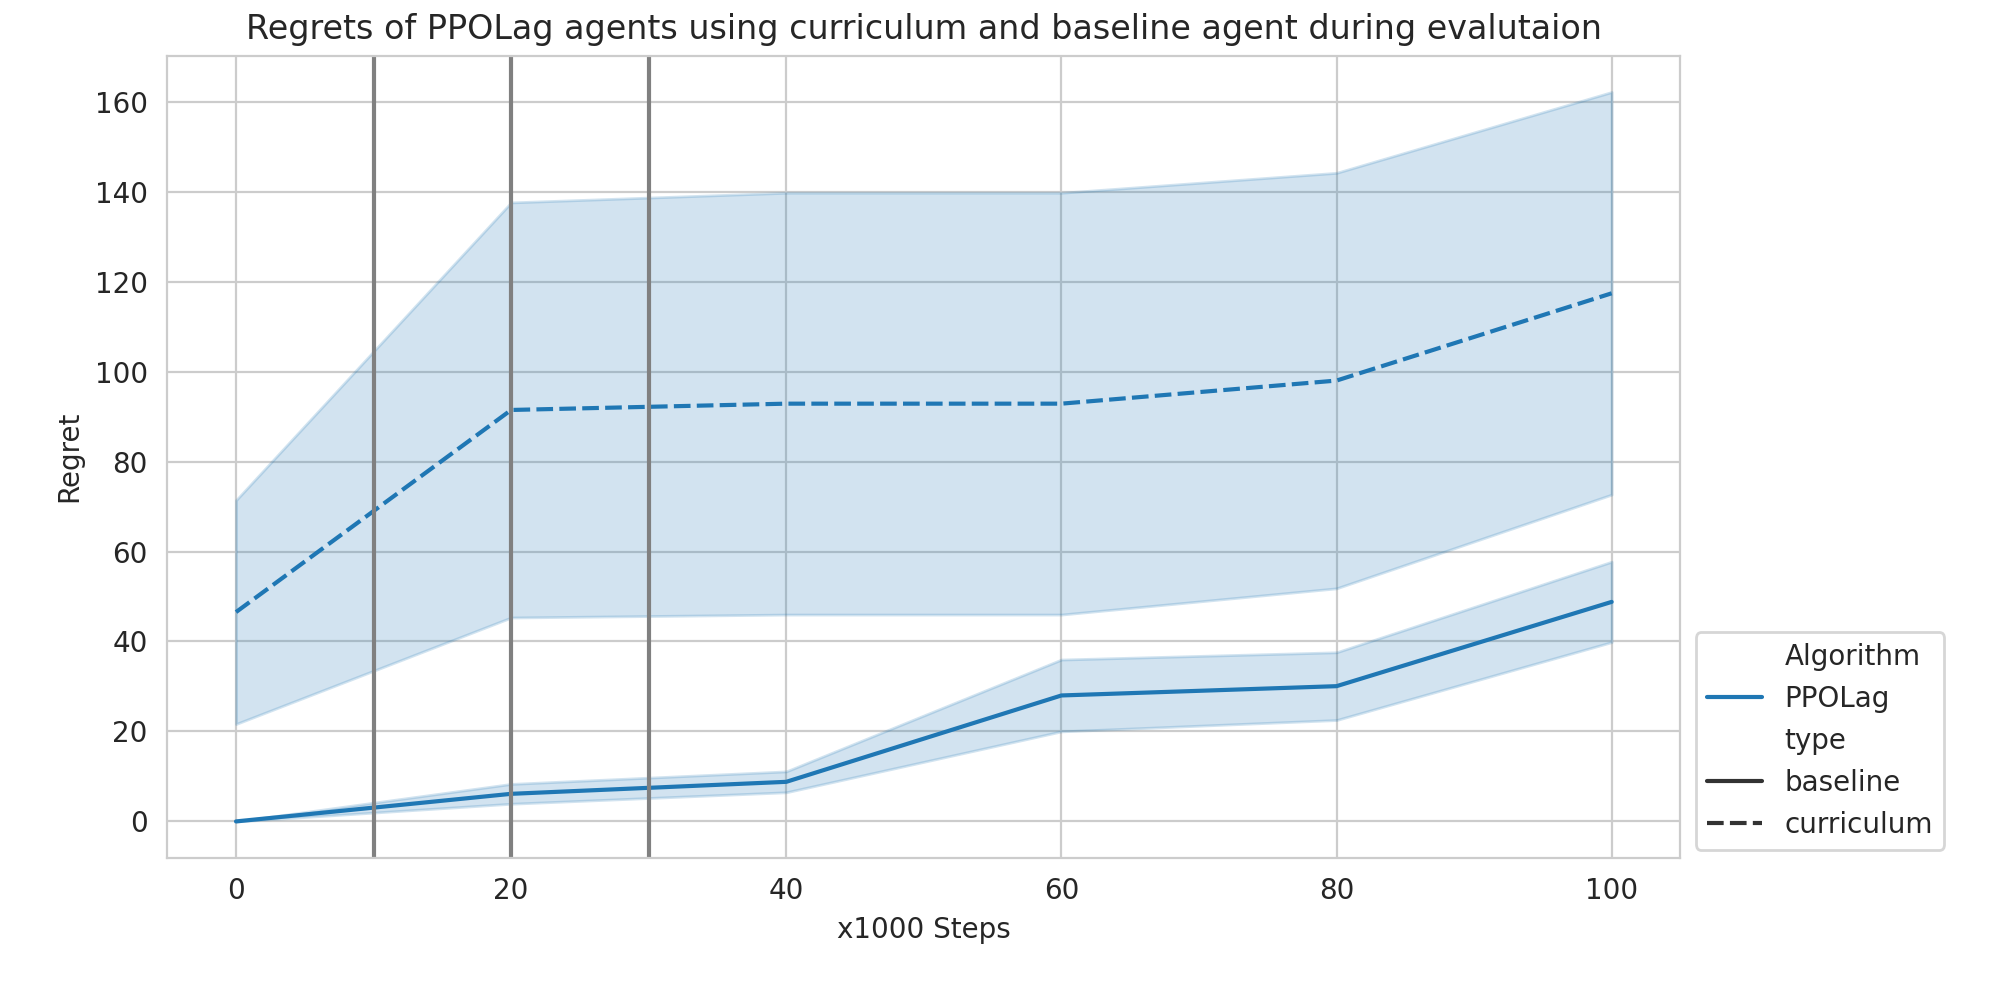 Regrets of PPOLag agents using curriculum and baseline agent during evalutaion
160
140
120
100
80
60
40
20
0
Regret
0 20 40 60 80 100
x1000 Steps
Algorithm
PPOLag
type
baseline
curriculum